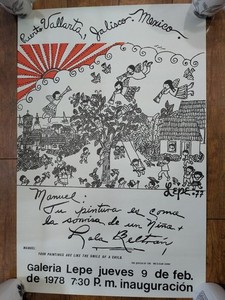 Puerto Vallarta, Jalisco. Mexico.
Lepe-77
Manuel:
Tu pintura es como
la sonrisa de un Niño.
Lola Beltrán
MANUEL
YOUR PAINTINGS ARE LIKE THE SMILE OF A CHILD
Galeria Lepe jueves 9 de feb.
de 1978 7:30 P. m. inauguración